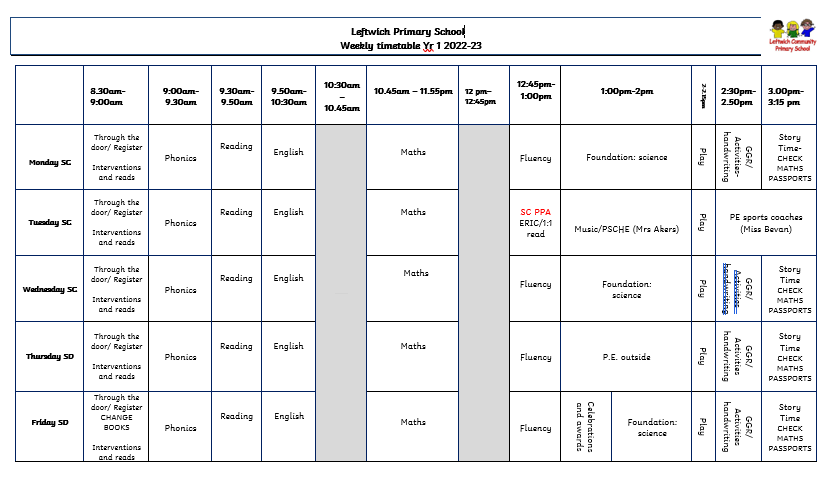 Leftwich Primary School
Weekly timetable Yr 1 2022-23
Leftwich Community
Primary School
8.30am-
9:00am
9:00am-
9.30am
9.30am-
9.50am
9.50am-
10:30am
10:30am
–
10.45am
10.45am – 11.55pm
12 pm-
12:45pm
12:45pm-
1:00pm
1:00pm-2pm
2-2.15pm
2:30pm-
2.50pm
3.00pm-
3:15 pm
Monday SG
Through the
door/ Register
Interventions
and reads
Phonics
Reading
English
Maths
Fluency
Foundation: science
Play
GGR/
Activities-
handwriting
Story
Time-
CHECK
MATHS
PASSPORTS
Tuesday SG
Through the
door/ Register
Interventions
and reads
Phonics
Reading
English
Maths
SC PPA
ERIC/1:1
read
Music/PSCHE (Mrs Akers)
Play
PE sports coaches
(Miss Bevan)
Wednesday SG
Through the
door/ Register
Interventions
and reads
Phonics
Reading
English
Maths
Fluency
Foundation:
science
Play
GGR/
Activities-
handwriting
Story
Time
CHECK
MATHS
PASSPORTS
Thursday SD
Through the
door/ Register
Interventions
and reads
Phonics
Reading
English
Maths
Fluency
P.E. outside
Play
GGR/
Activities
handwriting
Story
Time
CHECK
MATHS
PASSPORTS
Friday SD
Through the
door/ Register
CHANGE
BOOKS
Interventions
and reads
Phonics
Reading
English
Maths
Fluency
Celebrations
and awards
Foundation:
science
Play
GGR/
Activities
handwriting
Story
Time
CHECK
MATHS
PASSPORTS